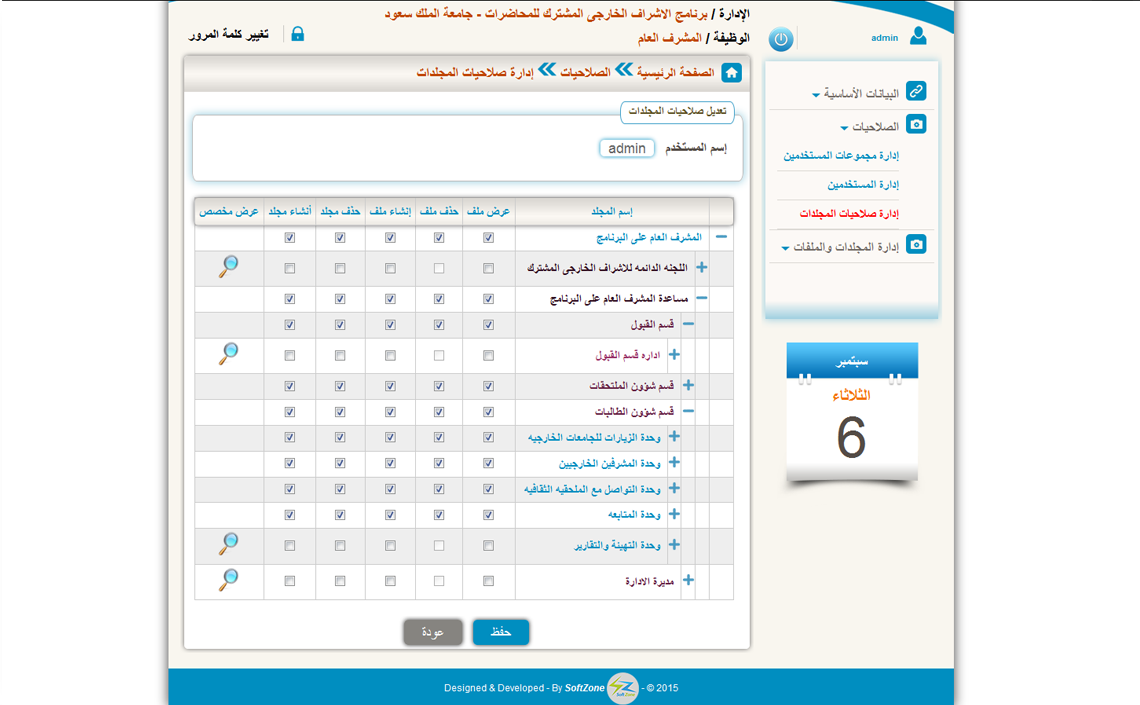 الإدارة / برنامج الاشراف الخارجى المشترك للمحاضرات - جامعة الملك سعود
الوظيفة / المشرف العام
تغيير كلمة المرور
admin
البيانات الأساسية
الصلاحيات
إدارة مجموعات المستخدمين
إدارة المستخدمين
إدارة صلاحيات المجلدات
إدارة المجلدات والملفات
سبتمبر
الثلاثاء
6
الصفحة الرئيسية الصلاحيات إدارة صلاحيات المجلدات
تعديل صلاحيات المجلدات
إسم المستخدم admin
إسم المجلد عرض ملف حذف ملف إنشاء ملف حذف مجلد أنشاء مجلد عرض مخصص
المشرف العام على البرنامج
اللجنه الدائمه للاشراف الخارجى المشترك
مساعدة المشرف العام على البرنامج
قسم القبول
اداره قسم القبول
قسم شؤون الملتحقات
قسم شؤون الطالبات
وحدة الزيارات للجامعات الخارجيه
وحدة المشرفين الخارجيين
وحدة التواصل مع الملحقيه الثقافيه
وحدة المتابعه
وحدة التهيئة والتقارير
مديرة الادارة
حفظ عودة
Designed & Developed - By SoftZone Soft Zone - © 2015